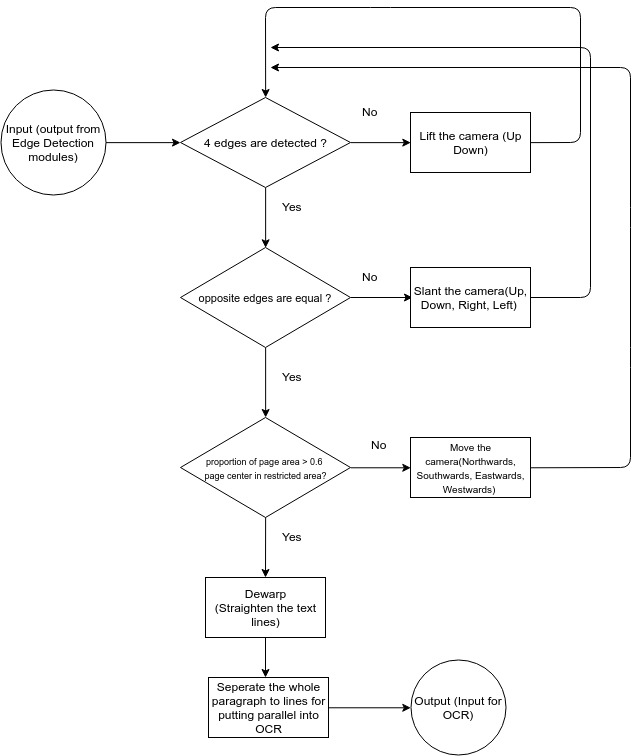 Input (output from
Edge Detection
modules)
4 edges are detected ?
No
Lift the camera (Up
Down)
Yes
opposite edges are equal ?
No
Slant the camera(Up,
Down, Right, Left)
Yes
proportion of page area > 0.6
page center in restricted area?
No
Move the
camera(Northwards,
Southwards, Eastwards,
Westwards)
Yes
Dewarp
(Straighten the text
lines)
Seperate the whole
paragraph to lines for
putting parallel into
OCR
Output (Input for
OCR)